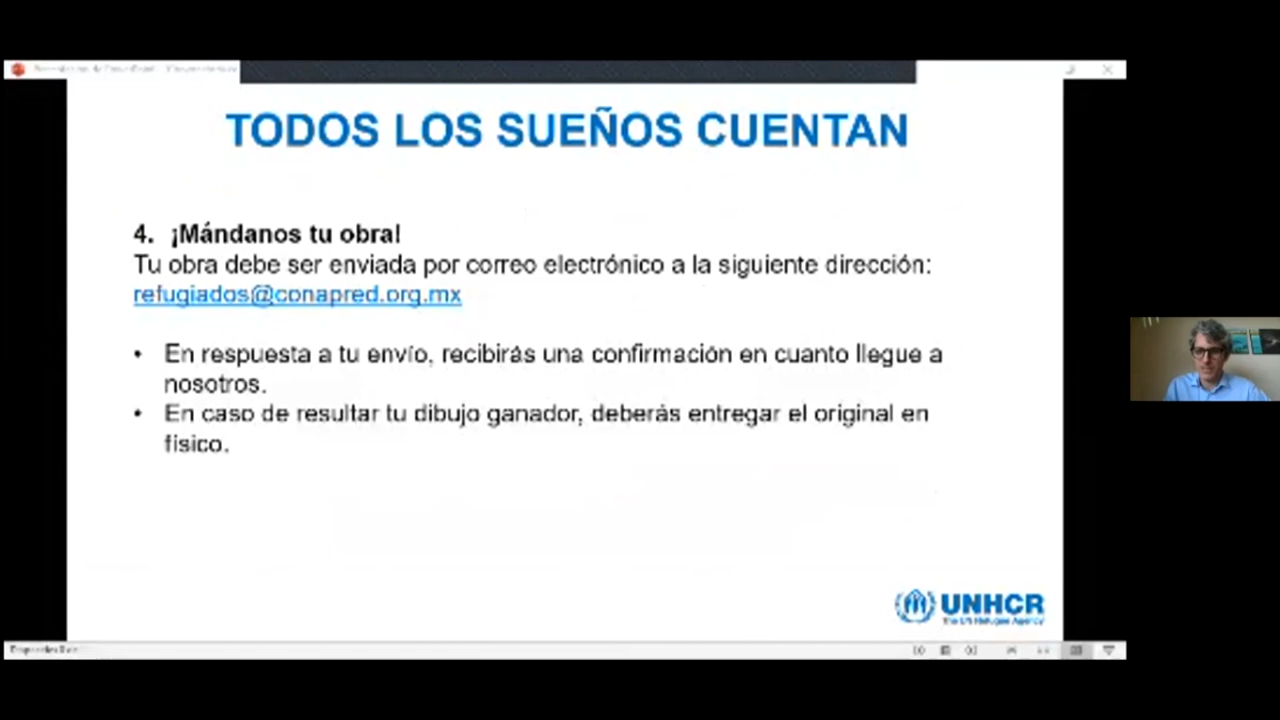 TODOS LOS SUEÑOS CUENTAN
4. ¡Mándanos tu obra!
Tu obra debe ser enviada por correo electrónico a la siguiente dirección:
refugiados@conapred.org.mx
• En respuesta a tu envío, recibirás una confirmación en cuanto llegue a
nosotros.
• En caso de resultar tu dibujo ganador, deberás entregar el original en
físico.
UNHCR
The UN Refugee Agency